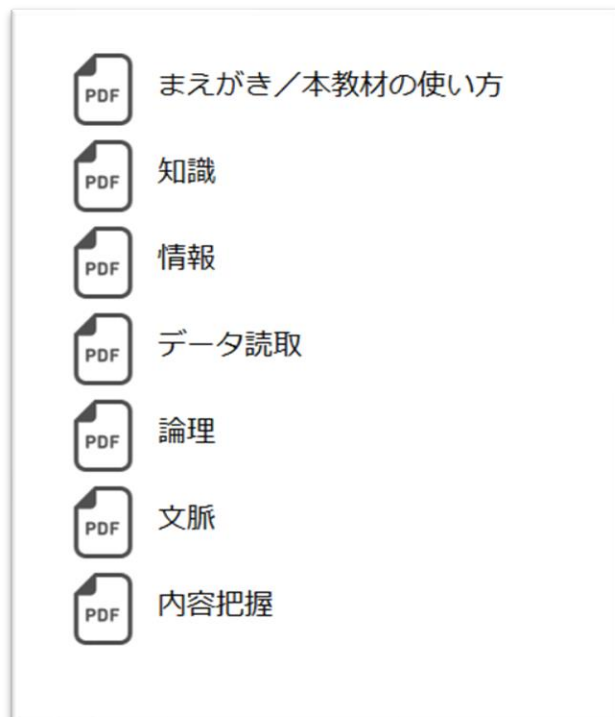 PDF まえがき／本教材の使い方
PDF 知識
PDF 情報
PDF データ読取
PDF 論理
PDF 文脈
PDF 内容把握